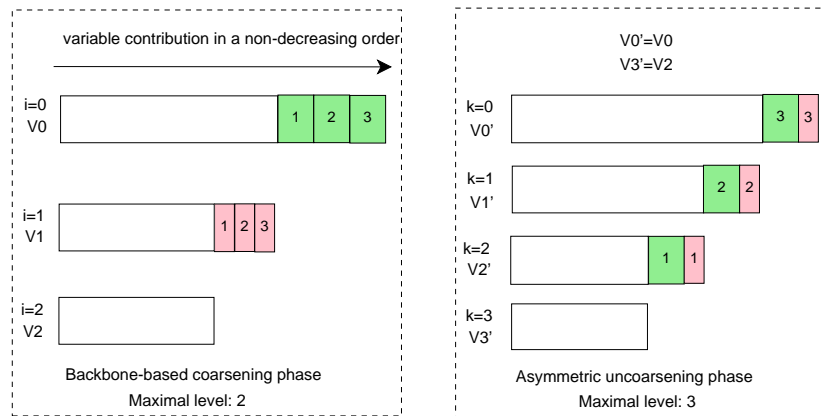 variable contribution in a non-decreasing order
i=0
V0
1 2 3
i=1
V1
1 2 3
i=2
V2
Backbone-based coarsening phase
Maximal level: 2
V0'=V0
V3'=V2
k=0
V0'
3 3
k=1
V1'
2 2
k=2
V2'
1 1
k=3
V3'
Asymmetric uncoarsening phase
Maximal level: 3